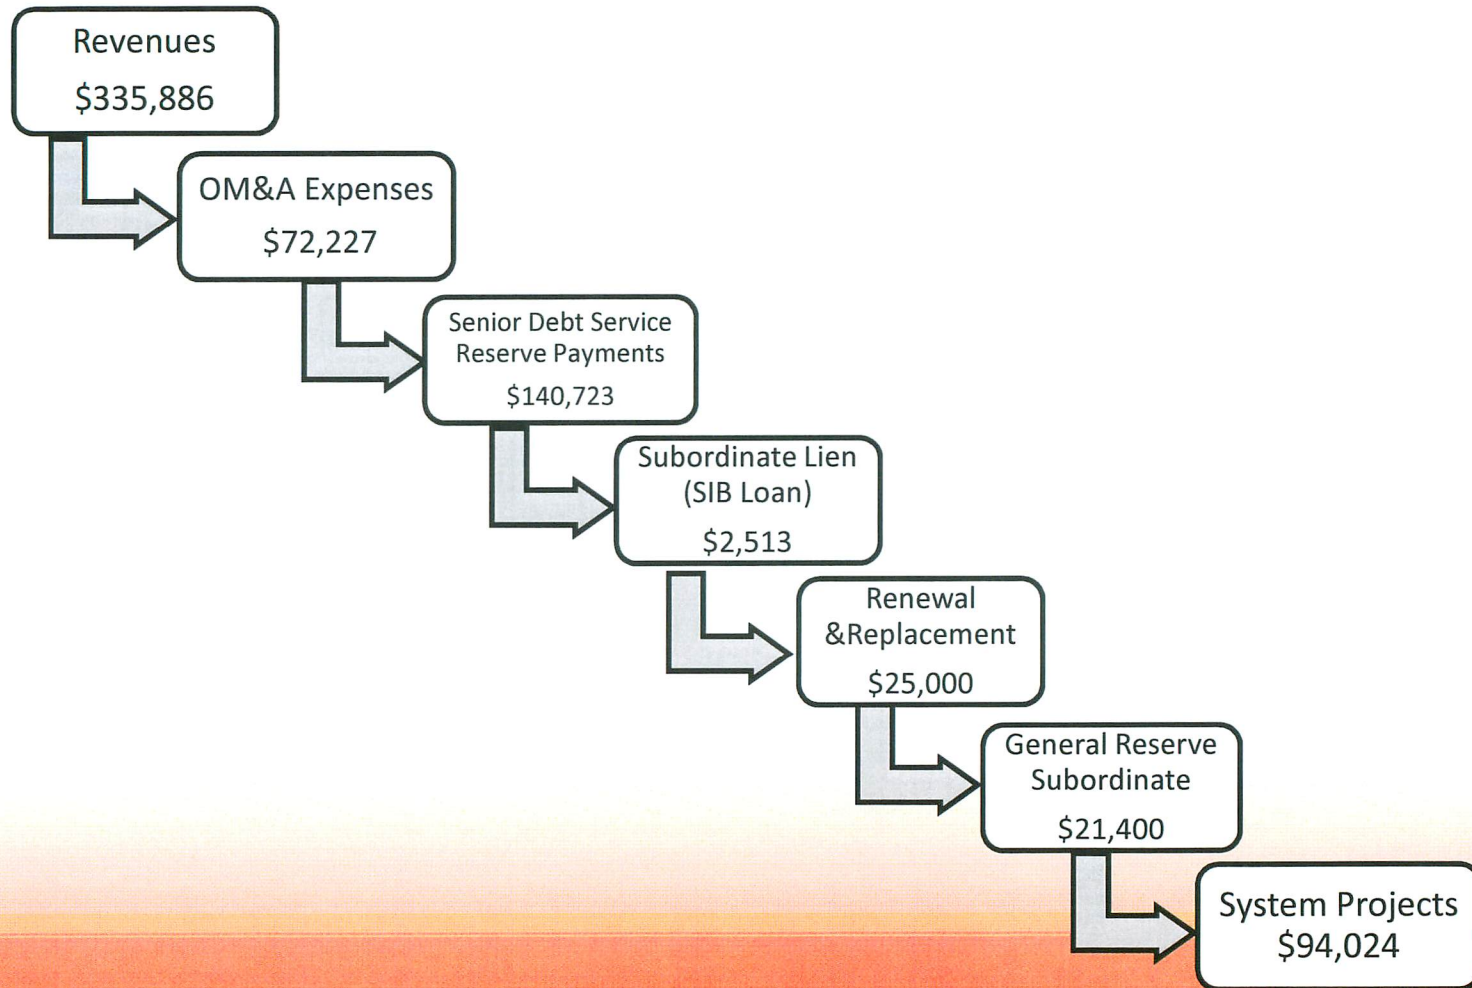 Revenues
$335,886
OM&A Expenses
$72,227
Senior Debt Service
Reserve Payments
$140,723
Subordinate Lien
(SIB Loan)
$2,513
Renewal
&Replacement
$25,000
General Reserve
Subordinate
$21,400
System Projects
$94,024